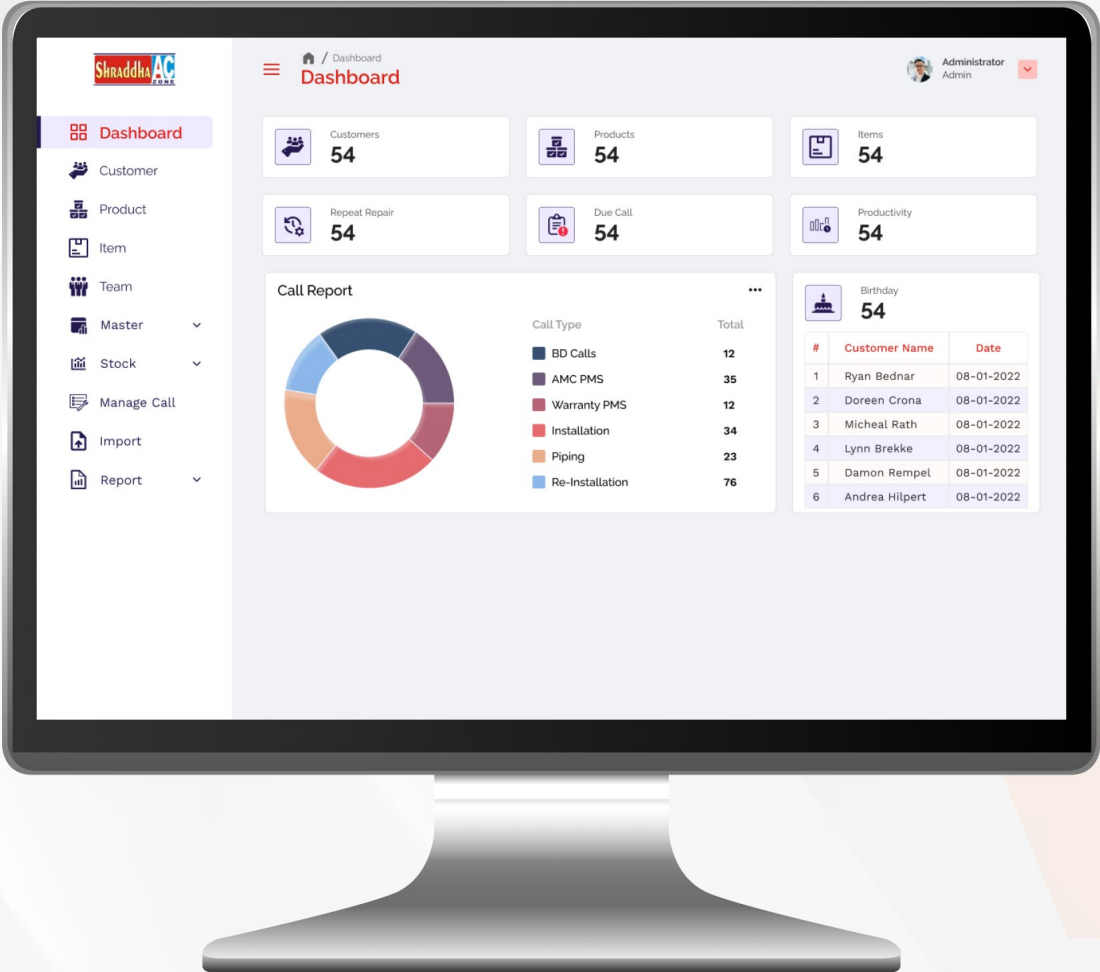 Shraddha AC
ZONE
/ Dashboard
Dashboard
Administrator
Admin
Dashboard
Customer
Product
Item
Team
Master
Stock
Manage Call
Import
Report
Customers
54
Products
54
Items
54
Repeat Repair
54
Due Call
54
Productivity
54
Call Report
Call Type Total
BD Calls 12
AMC PMS 35
Warranty PMS 12
Installation 34
Piping 23
Re-Installation 76
Birthday
54
# Customer Name Date
1 Ryan Bednar 08-01-2022
2 Doreen Crona 08-01-2022
3 Micheal Rath 08-01-2022
4 Lynn Brekke 08-01-2022
5 Damon Rempel 08-01-2022
6 Andrea Hilpert 08-01-2022